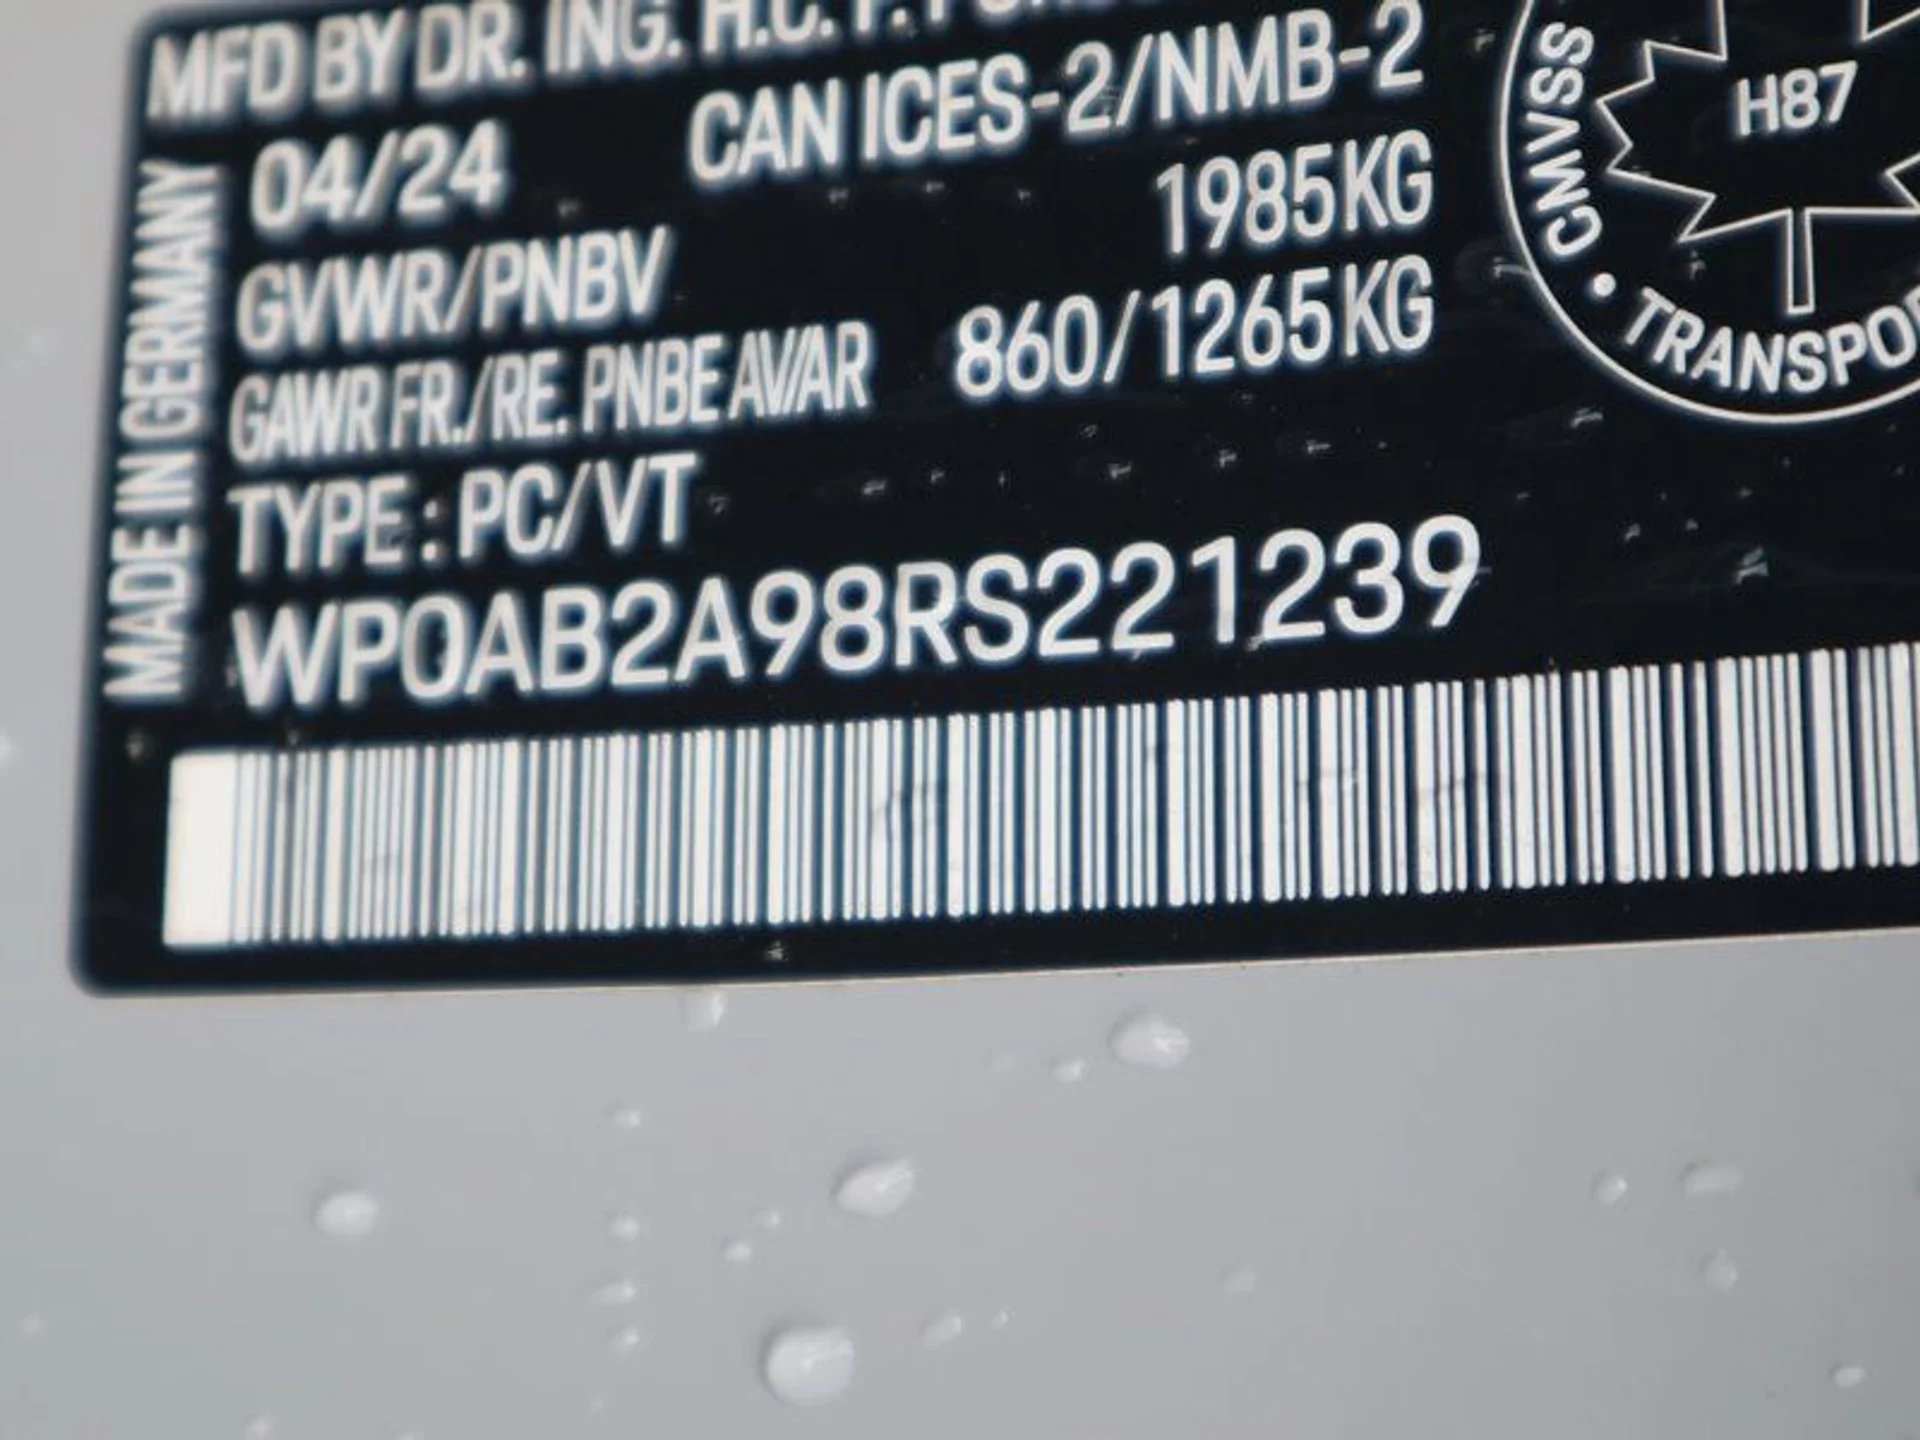 MFD BY DR. ING. H.C. F.
04/24 CAN ICES-2/NMB-2
GVWR/PNBV 1985KG
GAWR FR./RE. PNBE AV/AR 860/1265KG
TYPE : PC/VT
WP0AB2A98RS221239
MADE IN GERMANY
H87
CMVSS • TRANSPO